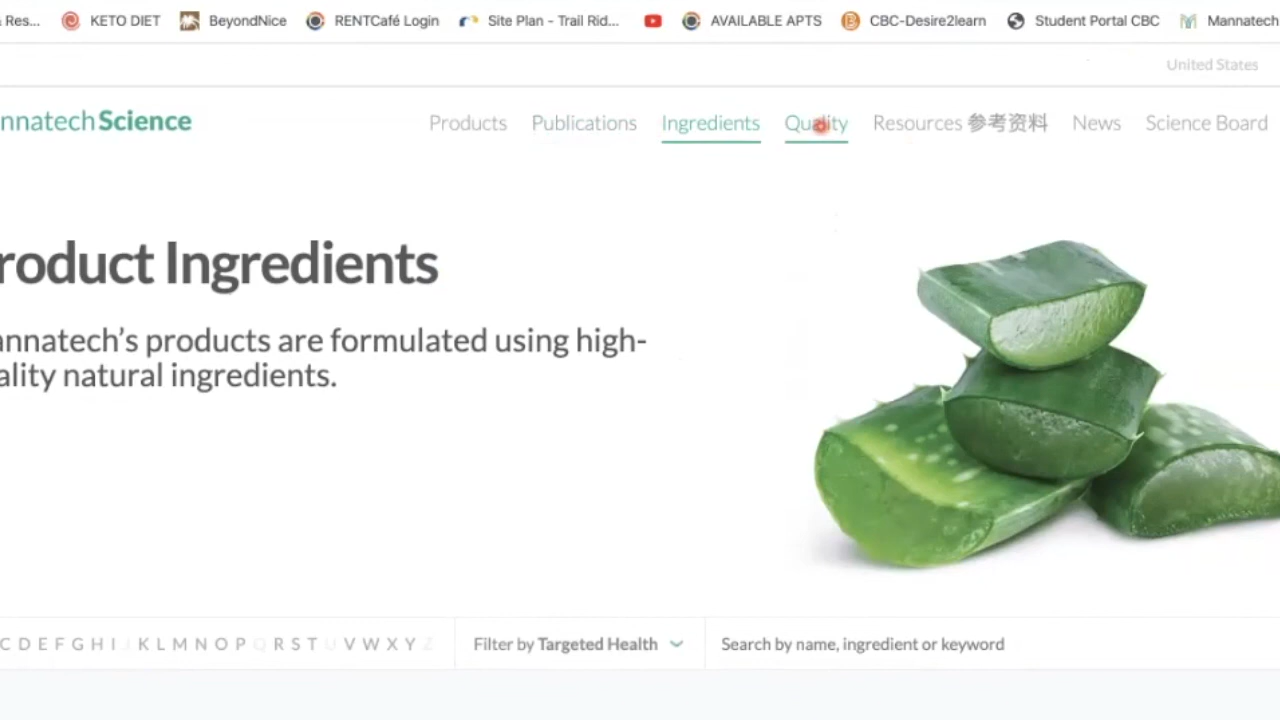 Res... KETO DIET BeyondNice RENTCafé Login Site Plan - Trail Rid... AVAILABLE APTS CBC-Desire2learn Student Portal CBC Mannatech
United States
nnatech Science Products Publications Ingredients Quality Resources 参考资料 News Science Board
roduct Ingredients
annatech’s products are formulated using high-
ality natural ingredients.
C D E F G H I J K L M N O P Q R S T U V W X Y Z Filter by Targeted Health Search by name, ingredient or keyword